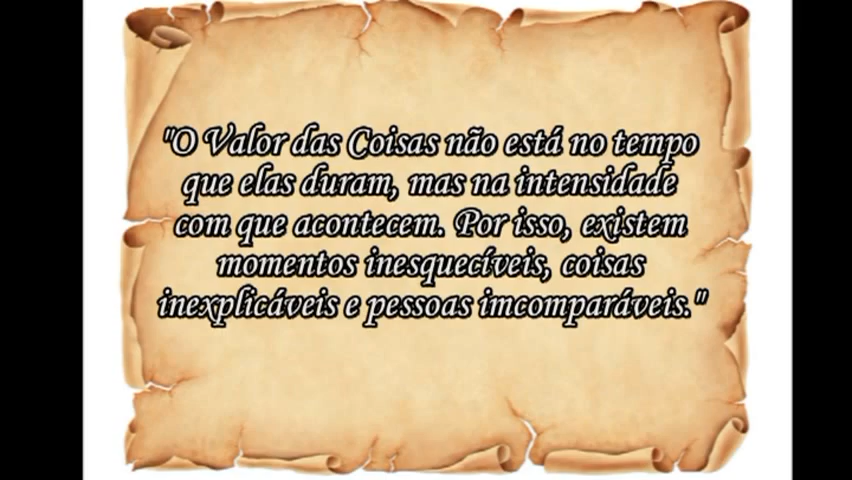 "O Valor das Coisas não está no tempo
que elas duram, mas na intensidade
com que acontecem. Por isso, existem
momentos inesquecíveis, coisas
inexplicáveis e pessoas imcomparáveis."